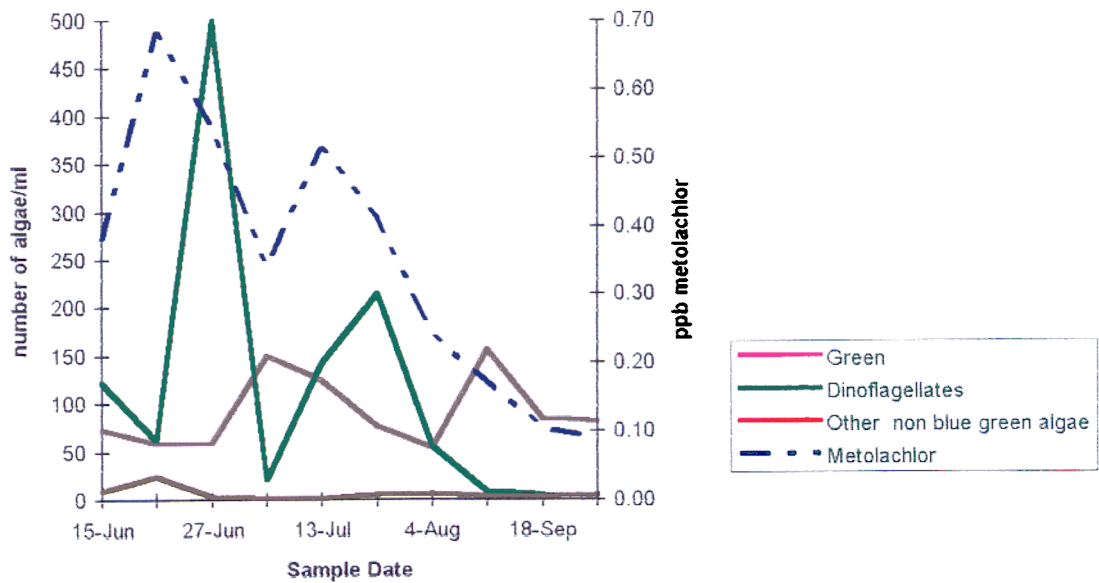 500
450
400
350
300
250
200
150
100
50
0
number of algae/ml
0.70
0.60
0.50
0.40
0.30
0.20
0.10
0.00
ppb metolachlor
15-Jun
27-Jun
13-Jul
4-Aug
18-Sep
Sample Date
Green
Dinoflagellates
Other non blue green algae
Metolachlor